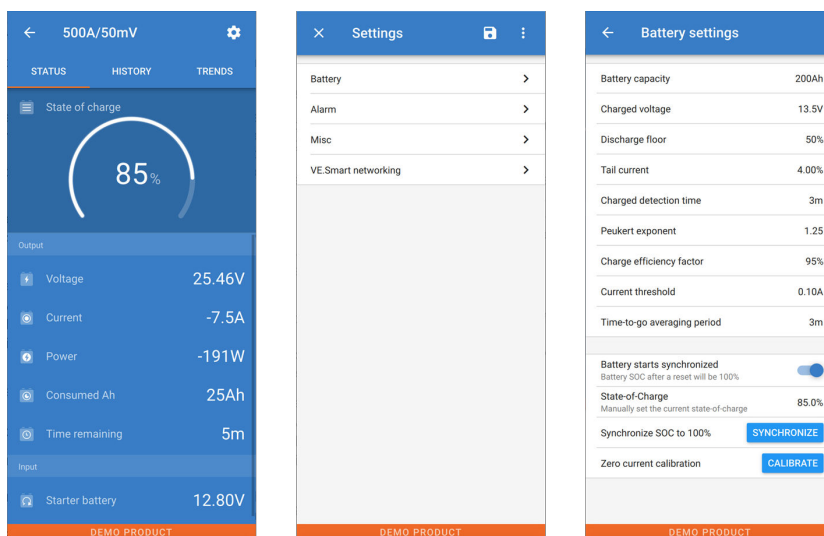 500A/50mV
STATUS HISTORY TRENDS
State of charge
85%
Output
Voltage 25.46V
Current -7.5A
Power -191W
Consumed Ah 25Ah
Time remaining 5m
Input
Starter battery 12.80V
DEMO PRODUCT
Settings
Battery
Alarm
Misc
VE.Smart networking
DEMO PRODUCT
Battery settings
Battery capacity 200Ah
Charged voltage 13.5V
Discharge floor 50%
Tail current 4.00%
Charged detection time 3m
Peukert exponent 1.25
Charge efficiency factor 95%
Current threshold 0.10A
Time-to-go averaging period 3m
Battery starts synchronized
Battery SOC after a reset will be 100%
State-of-Charge 85.0%
Manually set the current state-of-charge
Synchronize SOC to 100% SYNCHRONIZE
Zero current calibration CALIBRATE
DEMO PRODUCT